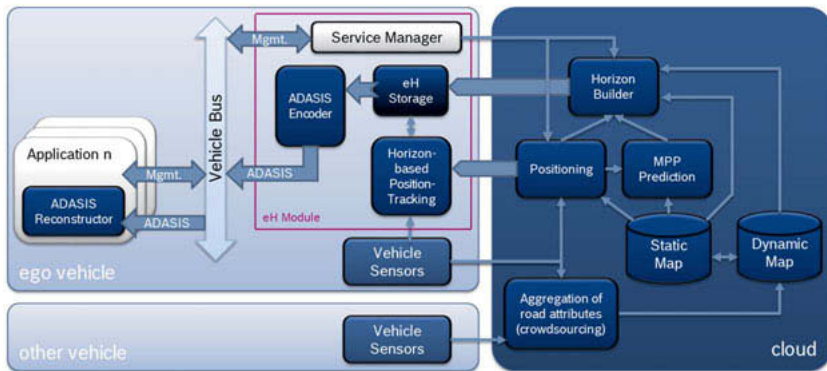 Mgmt.
Service Manager
ADASIS
Encoder
eH
Storage
Horizon
Builder
Vehicle Bus
Application n
Mgmt.
ADASIS
Horizon-
based
Position-
Tracking
Positioning
MPP
Prediction
ADASIS
Reconstructor
ADASIS
eH Module
Vehicle
Sensors
Static
Map
Dynamic
Map
ego vehicle
Aggregation of
road attributes
(crowdsourcing)
Vehicle
Sensors
other vehicle
cloud